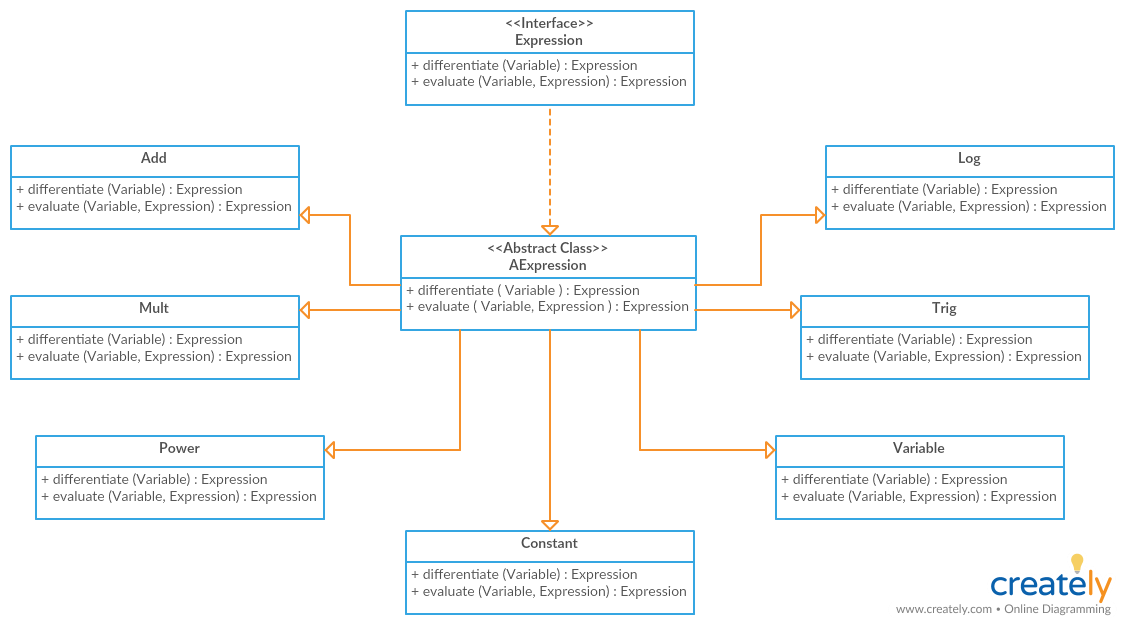 <<Interface>>
Expression
+ differentiate (Variable) : Expression
+ evaluate (Variable, Expression) : Expression
Add
+ differentiate (Variable) : Expression
+ evaluate (Variable, Expression) : Expression
Log
+ differentiate (Variable) : Expression
+ evaluate (Variable, Expression) : Expression
<<Abstract Class>>
AExpression
+ differentiate ( Variable ) : Expression
+ evaluate ( Variable, Expression ) : Expression
Mult
+ differentiate (Variable) : Expression
+ evaluate (Variable, Expression) : Expression
Trig
+ differentiate (Variable) : Expression
+ evaluate (Variable, Expression) : Expression
Power
+ differentiate (Variable) : Expression
+ evaluate (Variable, Expression) : Expression
Variable
+ differentiate (Variable) : Expression
+ evaluate (Variable, Expression) : Expression
Constant
+ differentiate (Variable) : Expression
+ evaluate (Variable, Expression) : Expression
creately
www.creately.com • Online Diagramming